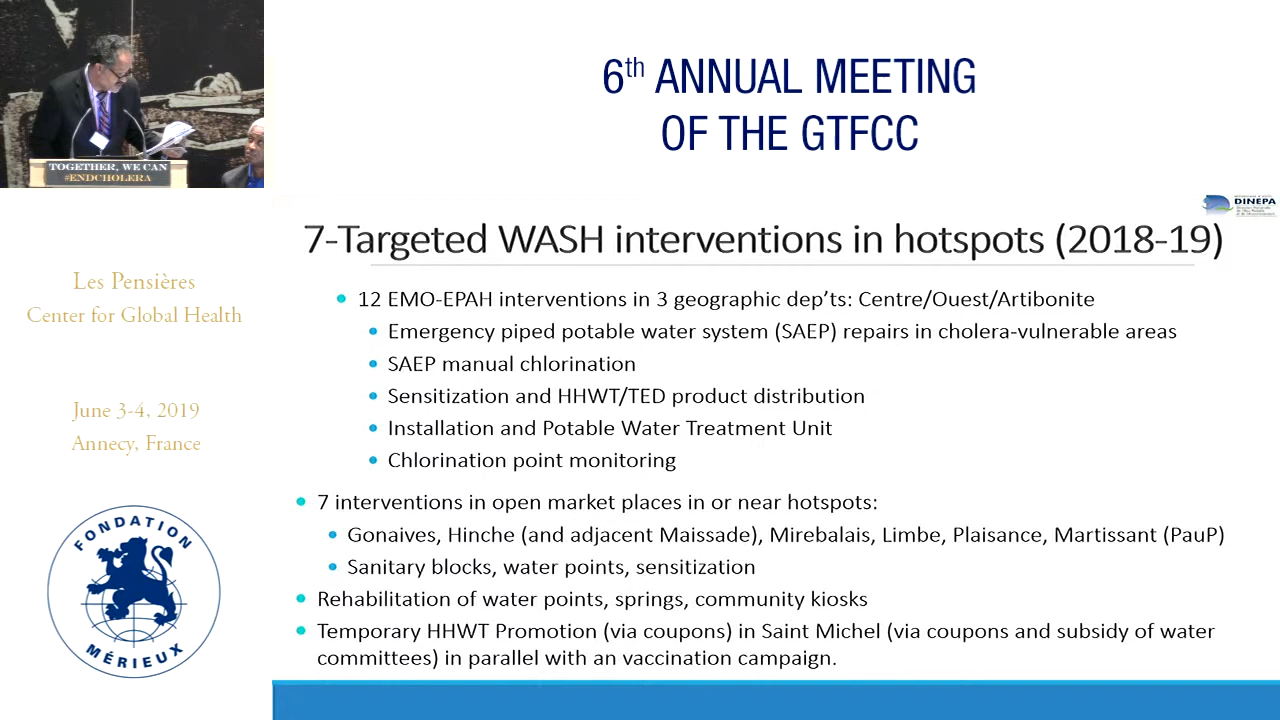 TOGETHER, WE CAN
#ENDCHOLERA
6th ANNUAL MEETING
OF THE GTFCC
Les Pensières
Center for Global Health
June 3-4, 2019
Annecy, France
FONDATION
MÉRIEUX
DINEPA
7-Targeted WASH interventions in hotspots (2018-19)
• 12 EMO-EPAH interventions in 3 geographic dep'ts: Centre/Ouest/Artibonite
• Emergency piped potable water system (SAEP) repairs in cholera-vulnerable areas
• SAEP manual chlorination
• Sensitization and HHWT/TED product distribution
• Installation and Potable Water Treatment Unit
• Chlorination point monitoring
• 7 interventions in open market places in or near hotspots:
• Gonaives, Hinche (and adjacent Maissade), Mirebalais, Limbe, Plaisance, Martissant (PauP)
• Sanitary blocks, water points, sensitization
• Rehabilitation of water points, springs, community kiosks
• Temporary HHWT Promotion (via coupons) in Saint Michel (via coupons and subsidy of water
committees) in parallel with an vaccination campaign.